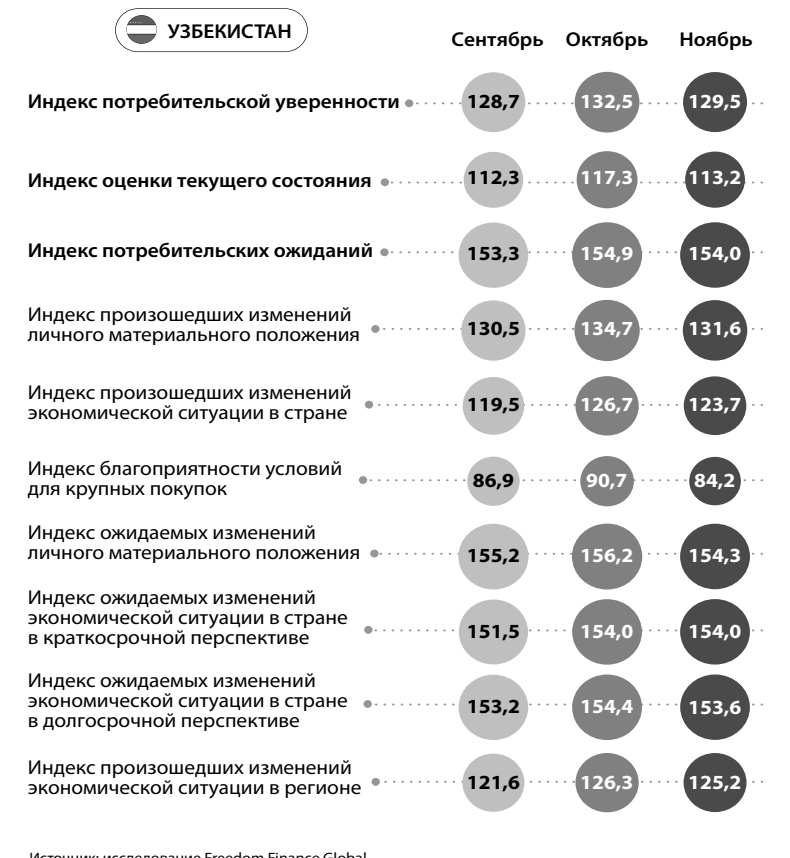 УЗБЕКИСТАН
Сентябрь Октябрь Ноябрь
Индекс потребительской уверенности 128,7 132,5 129,5
Индекс оценки текущего состояния 112,3 117,3 113,2
Индекс потребительских ожиданий 153,3 154,9 154,0
Индекс произошедших изменений
личного материального положения 130,5 134,7 131,6
Индекс произошедших изменений
экономической ситуации в стране 119,5 126,7 123,7
Индекс благоприятности условий
для крупных покупок 86,9 90,7 84,2
Индекс ожидаемых изменений
личного материального положения 155,2 156,2 154,3
Индекс ожидаемых изменений
экономической ситуации в стране
в краткосрочной перспективе 151,5 154,0 154,0
Индекс ожидаемых изменений
экономической ситуации в стране
в долгосрочной перспективе 153,2 154,4 153,6
Индекс произошедших изменений
экономической ситуации в регионе 121,6 126,3 125,2
Источник: исследование Freedom Finance Global